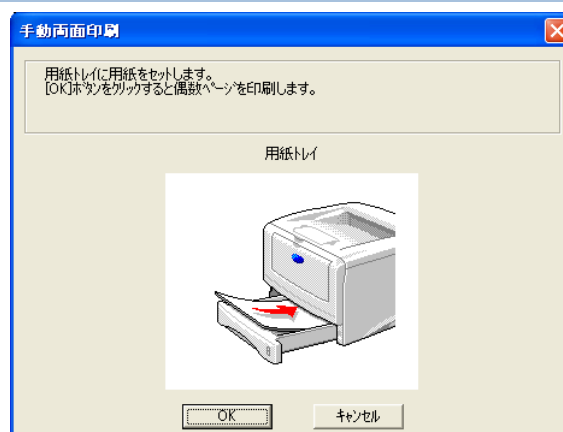 手動両面印刷
用紙トレイに用紙をセットします。
[OK]ボタンをクリックすると偶数ページを印刷します。
用紙トレイ
OK
キャンセル